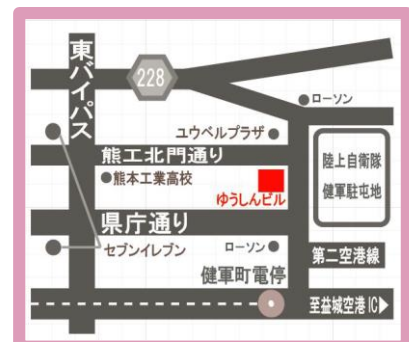 東バイパス
228
ローソン
ユウベルプラザ
熊工北門通り
熊本工業高校
ゆうしんビル
陸上自衛隊
健軍駐屯地
県庁通り
セブンイレブン
ローソン
第二空港線
健軍町電停
至益城空港IC